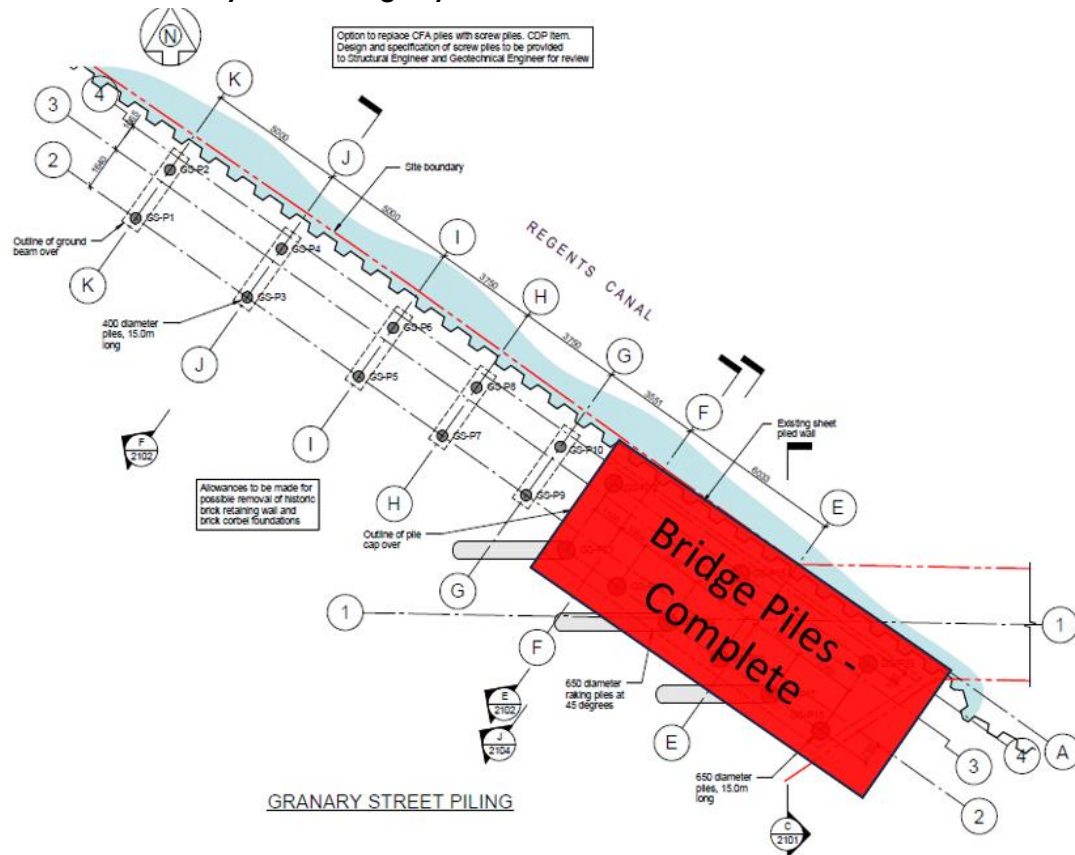 N
Option to replace CFA piles with screw piles. CDP Item.
Design and specification of screw piles to be provided
to Structural Engineer and Geotechnical Engineer for review
K
4
3
2
5000
J
Site boundary
1640
GS-P2
GS-P1
5000
I
REGENTS CANAL
Outline of ground
beam over
GS-P4
K
3750
H
GS-P3
400 diameter
piles, 15.0m
long
GS-P6
3750
G
J
GS-P5
GS-P8
3551
F
F
2102
I
GS-P7
Existing sheet
piled wall
GS-P10
6033
Allowances to be made for
possible removal of historic
brick retaining wall and
brick corbel foundations
H
GS-P9
E
Outline of pile
cap over
Bridge Piles -
Complete
G
1
1
F
650 diameter
raking piles at
45 degrees
E
2102
J
2104
E
A
4
3
2
650 diameter
piles, 15.0m
long
GRANARY STREET PILING
C
2101